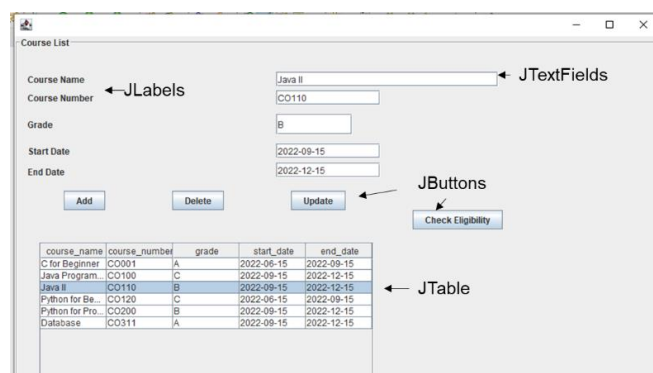 Course List
Course Name
Java II
JTextFields
JLabels
Course Number
CO110
Grade
B
Start Date
2022-09-15
End Date
2022-12-15
JButtons
Add Delete Update
Check Eligibility
course_name course_number grade start_date end_date
C for Beginner CO001 A 2022-06-15 2022-09-15
Java Program... CO100 C 2022-09-15 2022-12-15
Java II CO110 B 2022-09-15 2022-12-15
JTable
Python for Be... CO120 C 2022-06-15 2022-09-15
Python for Pro... CO200 B 2022-09-15 2022-12-15
Database CO311 A 2022-09-15 2022-12-15